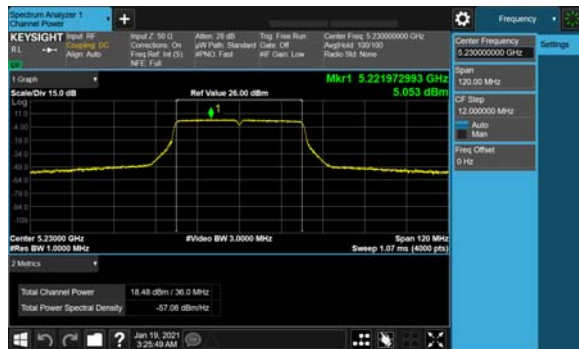 Spectrum Analyzer 1
Channel Power
+
Frequency
KEYSIGHT
RL
Input: RF
Coupling: DC
Align: Auto
Input Z: 50 Ω
Corrections: On
Freq Ref: Int (S)
NFE: Full
Atten: 26 dB
µW Path: Standard
#PNO: Fast
Trig: Free Run
Gate: Off
#IF Gain: Low
Center Freq: 5.230000000 GHz
Avg|Hold: 100/100
Radio Std: None
Center Frequency
5.230000000 GHz
Settings
Span
120.00 MHz
CF Step
12.000000 MHz
Auto
Man
Freq Offset
0 Hz
1 Graph
Scale/Div 15.0 dB
Ref Value 26.00 dBm
Mkr1 5.221972993 GHz
5.053 dBm
Log
1
11.0
-4.00
-19.0
-34.0
-49.0
-64.0
-79.0
-94.0
-109
Center 5.23000 GHz
#Res BW 1.0000 MHz
#Video BW 3.0000 MHz
Span 120 MHz
Sweep 1.07 ms (4000 pts)
2 Metrics
Total Channel Power 18.48 dBm / 36.0 MHz
Total Power Spectral Density -57.08 dBm/Hz
?
Jan 19, 2021
3:25:49 AM